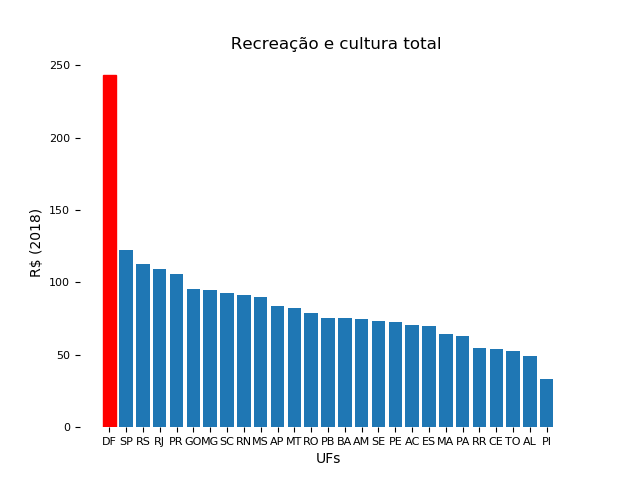 Recreação e cultura total
250
200
150
100
50
0
R$ (2018)
DF SP RS RJ PR GO MG SC RN MS AP MT RO PB BA AM SE PE AC ES MA PA RR CE TO AL PI
UFs